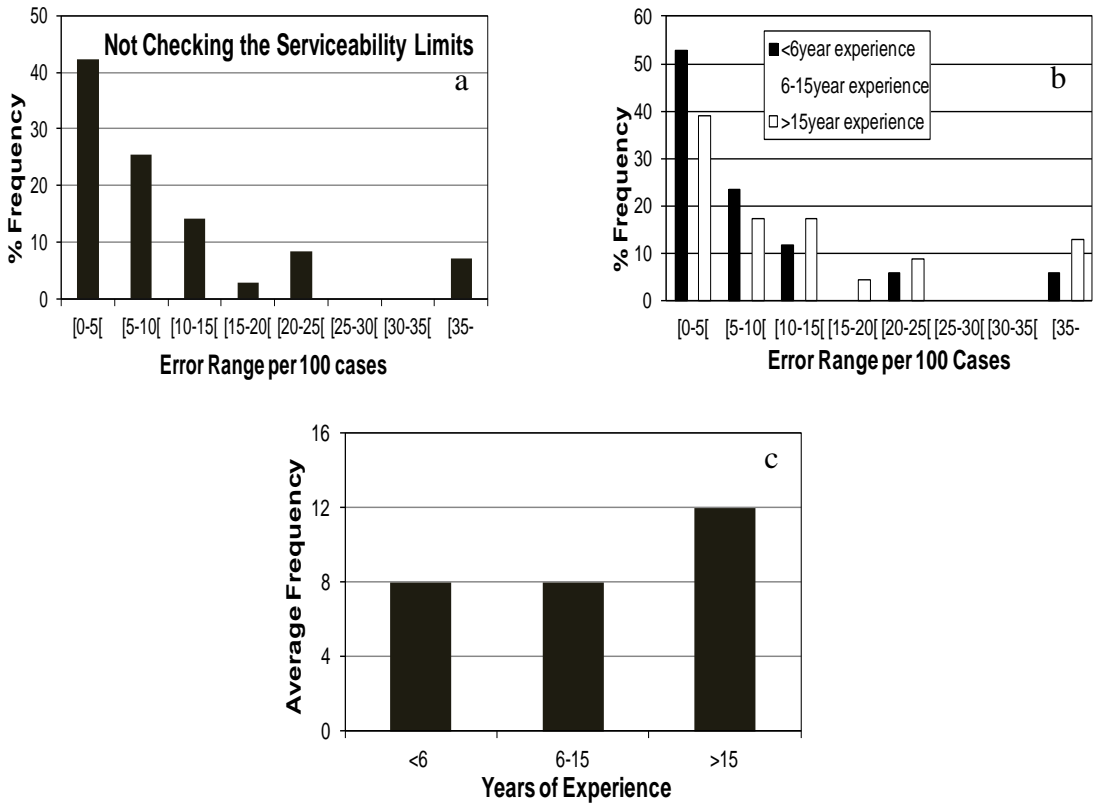 Not Checking the Serviceability Limits
a
% Frequency
50
40
30
20
10
0
[0-5[ [5-10[ [10-15[ [15-20[ [20-25[ [25-30[ [30-35[ [35-
Error Range per 100 cases
b
<6year experience
6-15year experience
>15year experience
% Frequency
60
50
40
30
20
10
0
[0-5[ [5-10[ [10-15[ [15-20[ [20-25[ [25-30[ [30-35[ [35-
Error Range per 100 Cases
c
Average Frequency
16
12
8
4
0
<6 6-15 >15
Years of Experience